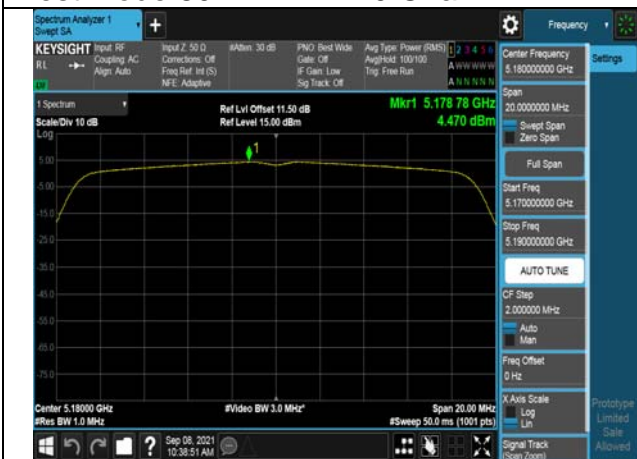 Spectrum Analyzer 1
Swept SA
+
Frequency
KEYSIGHT Input: RF Input Z: 50 Ω #Atten: 30 dB PNO: Best Wide Avg Type: Power (RMS) 1 2 3 4 5 6
RL Coupling: AC Corrections: Off Gate: Off Avg|Hold: 100/100 A W W W W W
Align: Auto Freq Ref: Int (S) IF Gain: Low Trig: Free Run
LW NFE: Adaptive Sig Track: Off A N N N N N
1 Spectrum
Scale/Div 10 dB
Log
Ref Lvl Offset 11.50 dB
Ref Level 15.00 dBm
Mkr1 5.178 78 GHz
4.470 dBm
1
5.00
-5.00
-15.0
-25.0
-35.0
-45.0
-55.0
-65.0
-75.0
Center 5.18000 GHz #Video BW 3.0 MHz* Span 20.00 MHz
#Res BW 1.0 MHz #Sweep 50.0 ms (1001 pts)
? Sep 08, 2021
10:38:51 AM
Center Frequency
5.180000000 GHz
Settings
Span
20.0000000 MHz
Swept Span
Zero Span
Full Span
Start Freq
5.170000000 GHz
Stop Freq
5.190000000 GHz
AUTO TUNE
CF Step
2.000000 MHz
Auto
Man
Freq Offset
0 Hz
X Axis Scale
Log
Lin
Signal Track
(Span Zoom)
Prototype
Limited
Sale
Allowed